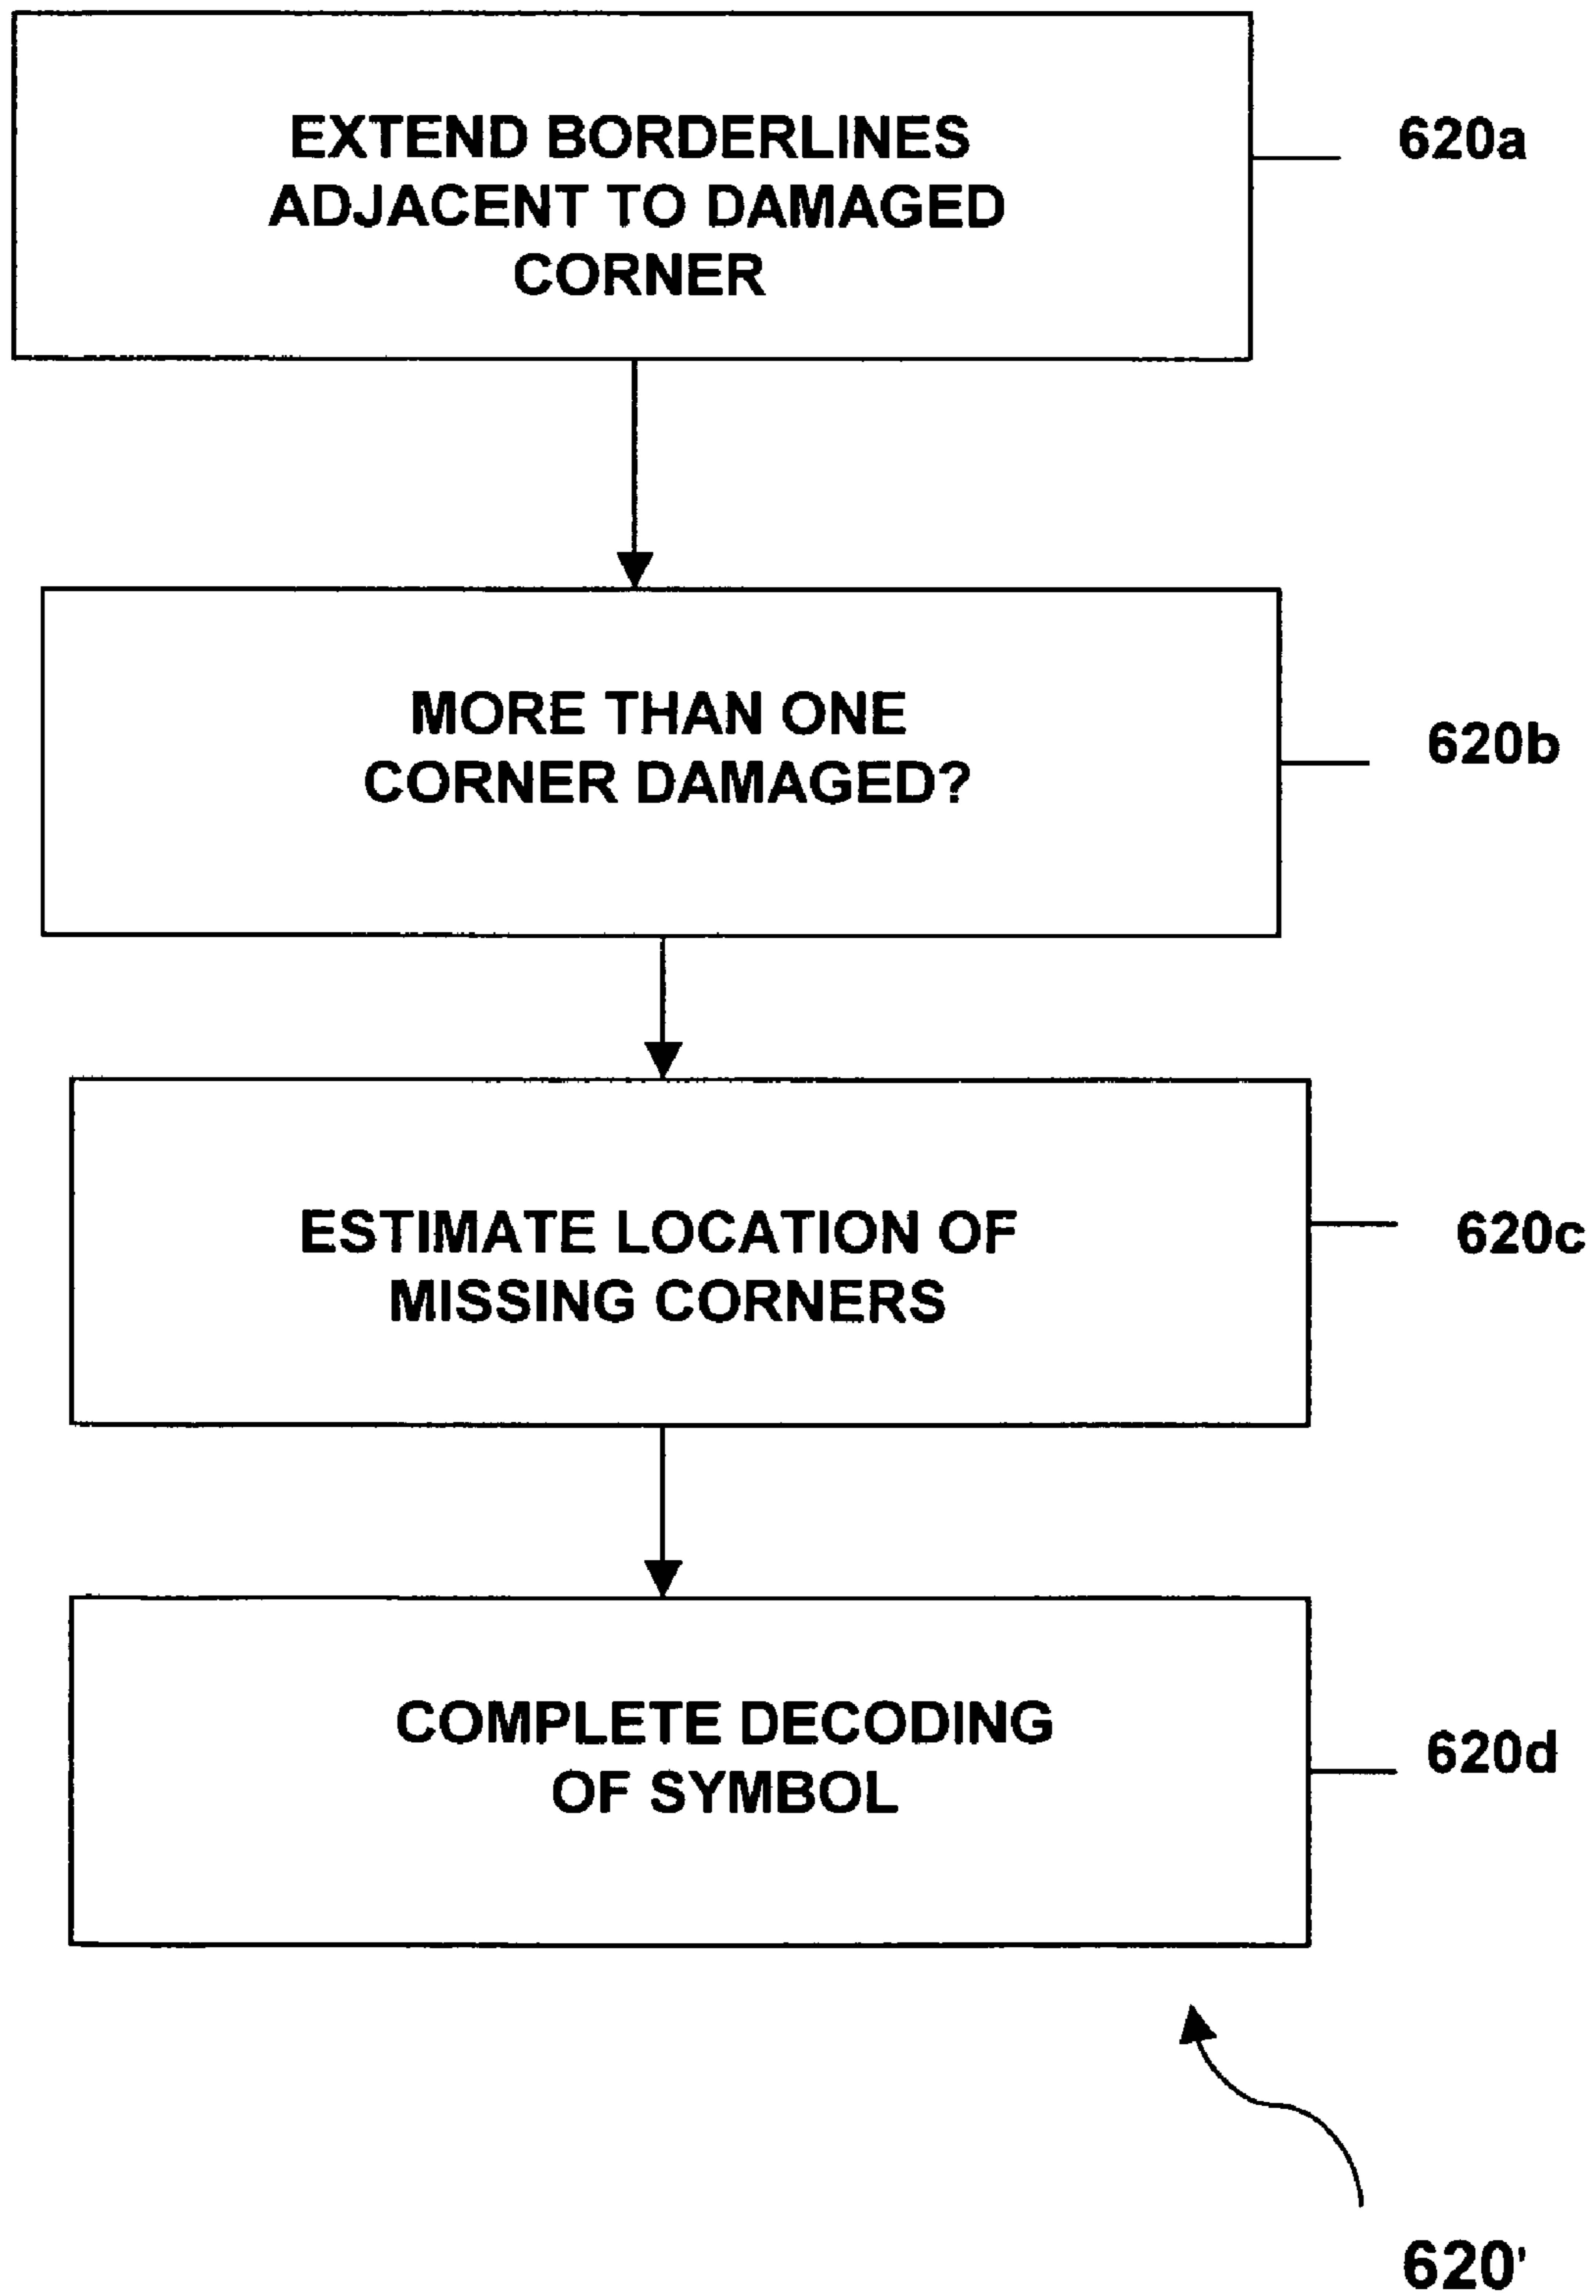 EXTEND BORDERLINES
ADJACENT TO DAMAGED
CORNER
620a
MORE THAN ONE
CORNER DAMAGED?
620b
ESTIMATE LOCATION OF
MISSING CORNERS
620c
COMPLETE DECODING
OF SYMBOL
620d
620'